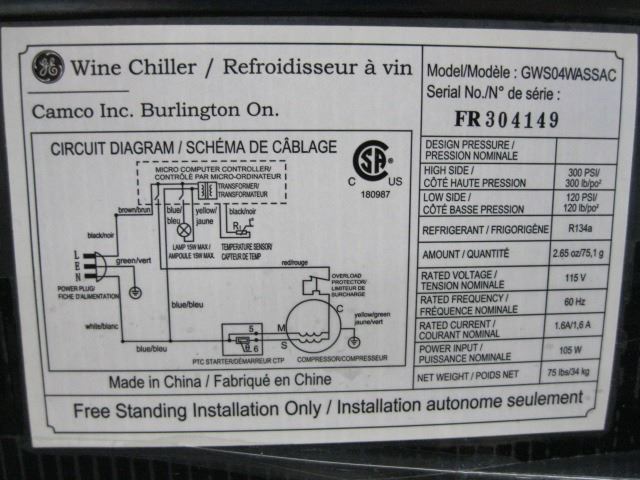 GE Wine Chiller / Refroidisseur à vin
Camco Inc. Burlington On.
Model/Modèle : GWS04WASSAC
Serial No./N° de série :
FR304149
CIRCUIT DIAGRAM / SCHÉMA DE CÂBLAGE
MICRO COMPUTER CONTROLLER/
CONTRÔLE PAR MICRO-ORDINATEUR
TRANSFORMER/
TRANSFORMATEUR
SA
C US
180987
brown/brun
blue/
bleu
yellow/
jaune
black/noir
R1
black/noir
LAMP 15W MAX./
AMPOULE 15W MAX.
TEMPERATURE SENSOR/
CAPTEUR DE TEMP
L
E
N
green/vert
POWER PLUG/
FICHE D'ALIMENTATION
red/rouge
OVERLOAD
PROTECTOR/
LIMITEUR DE
SURCHARGE
white/blanc
blue/bleu
blue/bleu
C
yellow/green
jaune/vert
5
6
M
S
blue/bleu
PTC STARTER/DÉMARREUR CTP
COMPRESSOR/COMPRESSEUR
Made in China / Fabriqué en Chine
DESIGN PRESSURE /
PRESSION NOMINALE
HIGH SIDE /
CÔTÉ HAUTE PRESSION
300 PSI/
300 lb/po²
LOW SIDE /
CÔTÉ BASSE PRESSION
120 PSI/
120 lb/po²
REFRIGERANT / FRIGORIGÈNE R134a
AMOUNT / QUANTITÉ 2.65 oz/75,1 g
RATED VOLTAGE /
TENSION NOMINALE
115 V
RATED FREQUENCY /
FRÉQUENCE NOMINALE
60 Hz
RATED CURRENT /
COURANT NOMINAL
1.6A/1,6 A
POWER INPUT /
PUISSANCE NOMINALE
105 W
NET WEIGHT / POIDS NET 75 lbs/34 kg
Free Standing Installation Only / Installation autonome seulement